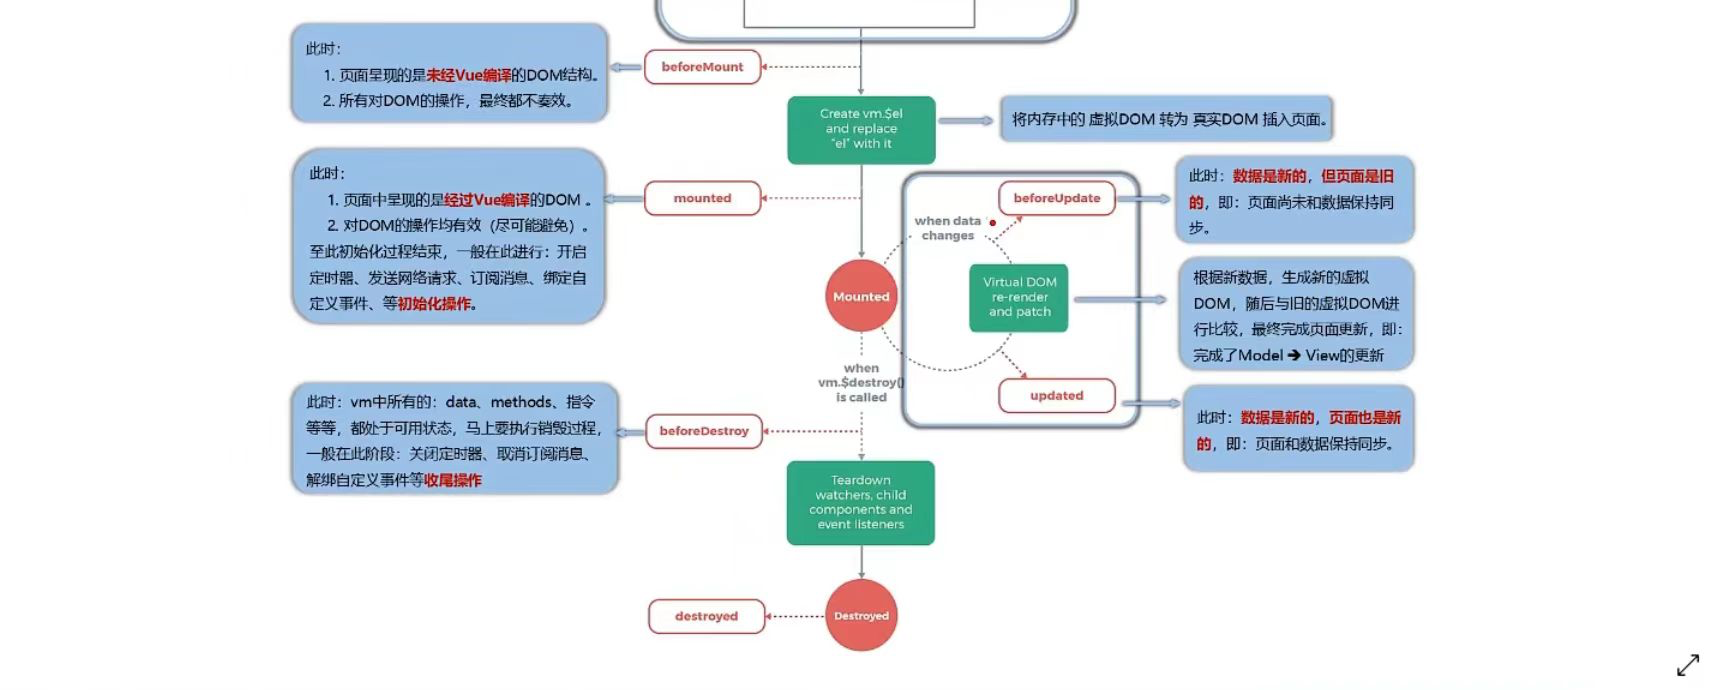 此时：
1. 页面呈现的是未经Vue编译的DOM结构。
2. 所有对DOM的操作，最终都不奏效。
beforeMount
Create vm.$el
and replace
"el" with it
将内存中的 虚拟DOM 转为 真实DOM 插入页面。
此时：
1. 页面中呈现的是经过Vue编译的DOM 。
2. 对DOM的操作均有效（尽可能避免）。
至此初始化过程结束，一般在此进行：开启
定时器、发送网络请求、订阅消息、绑定自
定义事件、等初始化操作。
mounted
Mounted
when data
changes
beforeUpdate
此时：数据是新的，但页面是旧
的，即：页面尚未和数据保持同
步。
Virtual DOM
re-render
and patch
根据新数据，生成新的虚拟
DOM，随后与旧的虚拟DOM进
行比较，最终完成页面更新，即：
完成了Model ➔ View的更新
updated
此时：数据是新的，页面也是新
的，即：页面和数据保持同步。
when
vm.$destroy()
is called
此时：vm中所有的：data、methods、指令
等等，都处于可用状态，马上要执行销毁过程，
一般在此阶段：关闭定时器、取消订阅消息、
解绑自定义事件等收尾操作
beforeDestroy
Teardown
watchers, child
components and
event listeners
destroyed
Destroyed